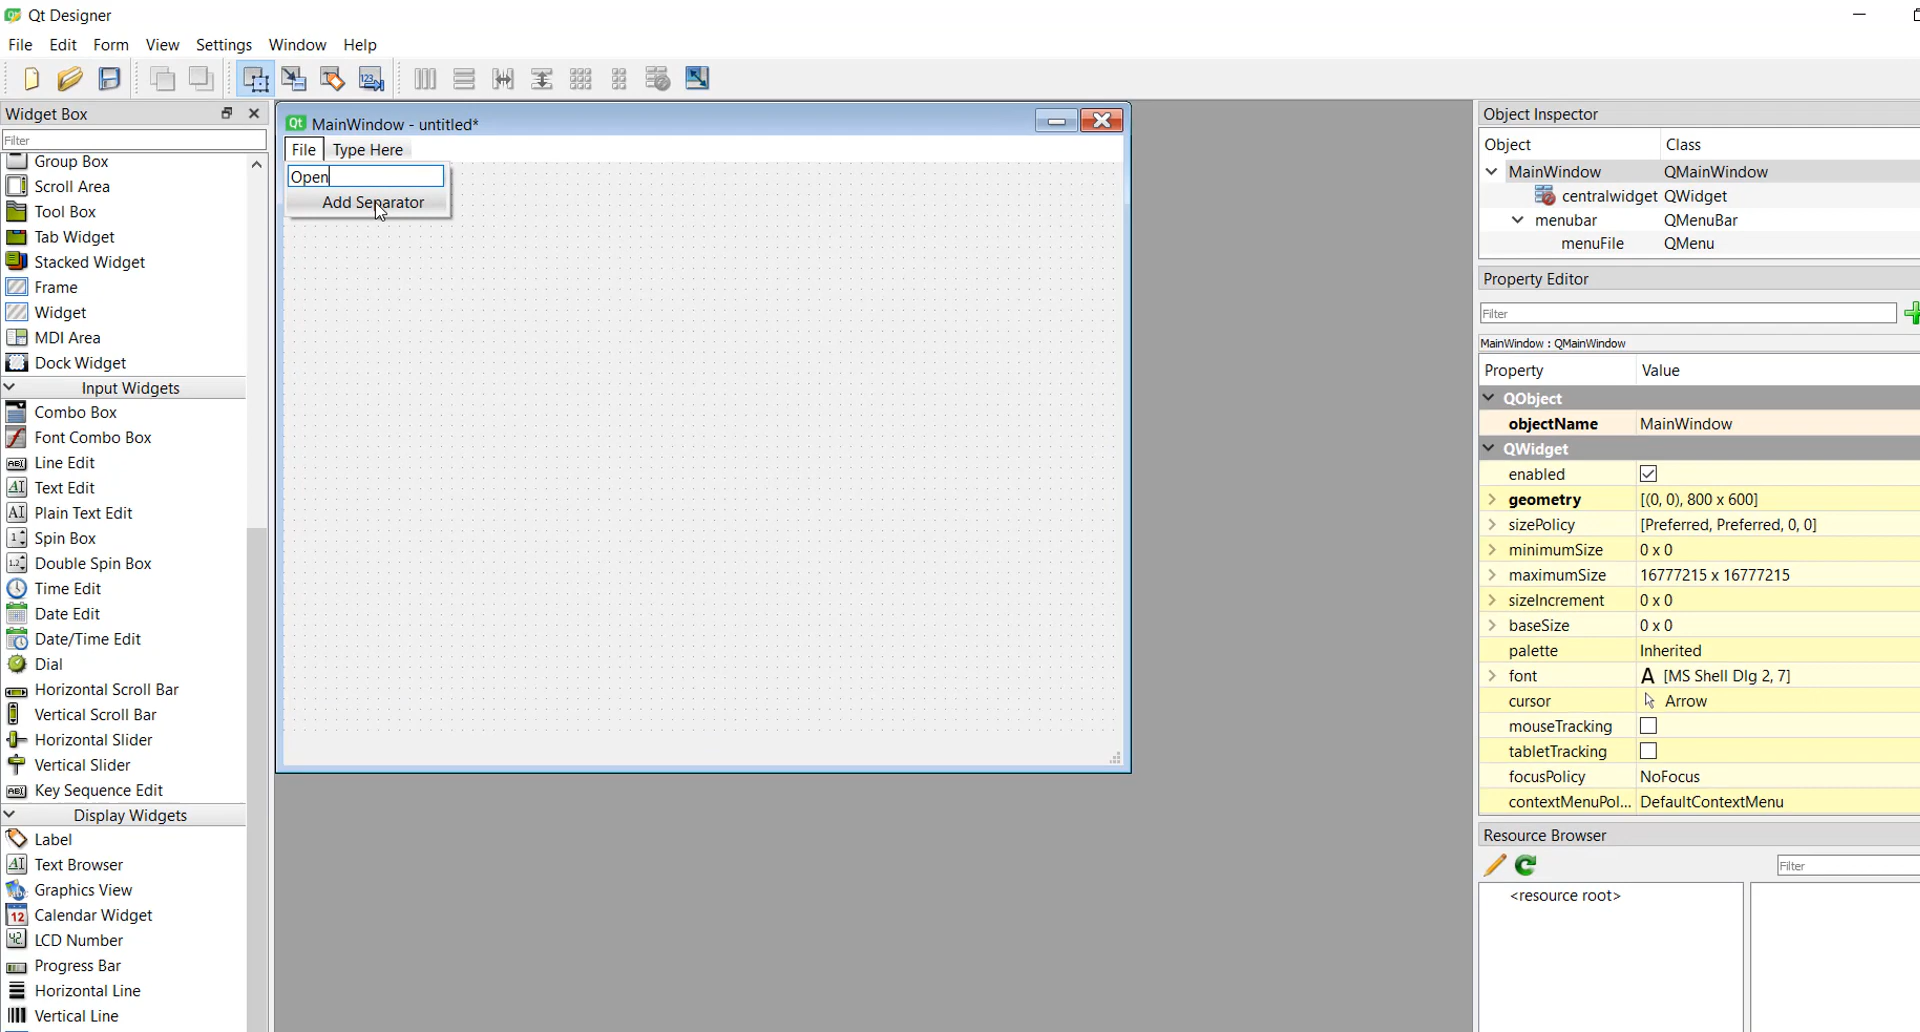 Qt Designer
File Edit Form View Settings Window Help
Widget Box
Filter
Group Box
Scroll Area
Tool Box
Tab Widget
Stacked Widget
Frame
Widget
MDI Area
Dock Widget
Input Widgets
Combo Box
Font Combo Box
Line Edit
Text Edit
Plain Text Edit
Spin Box
Double Spin Box
Time Edit
Date Edit
Date/Time Edit
Dial
Horizontal Scroll Bar
Vertical Scroll Bar
Horizontal Slider
Vertical Slider
Key Sequence Edit
Display Widgets
Label
Text Browser
Graphics View
Calendar Widget
LCD Number
Progress Bar
Horizontal Line
Vertical Line
Qt MainWindow - untitled*
File Type Here
Open
Add Separator
Object Inspector
Object Class
MainWindow QMainWindow
centralwidget QWidget
menubar QMenuBar
menuFile QMenu
Property Editor
Filter
MainWindow : QMainWindow
Property Value
QObject
objectName MainWindow
QWidget
enabled
geometry [(0, 0), 800 x 600]
sizePolicy [Preferred, Preferred, 0, 0]
minimumSize 0 x 0
maximumSize 16777215 x 16777215
sizeIncrement 0 x 0
baseSize 0 x 0
palette Inherited
font A [MS Shell Dlg 2, 7]
cursor Arrow
mouseTracking
tabletTracking
focusPolicy NoFocus
contextMenuPol... DefaultContextMenu
Resource Browser
Filter
<resource root>